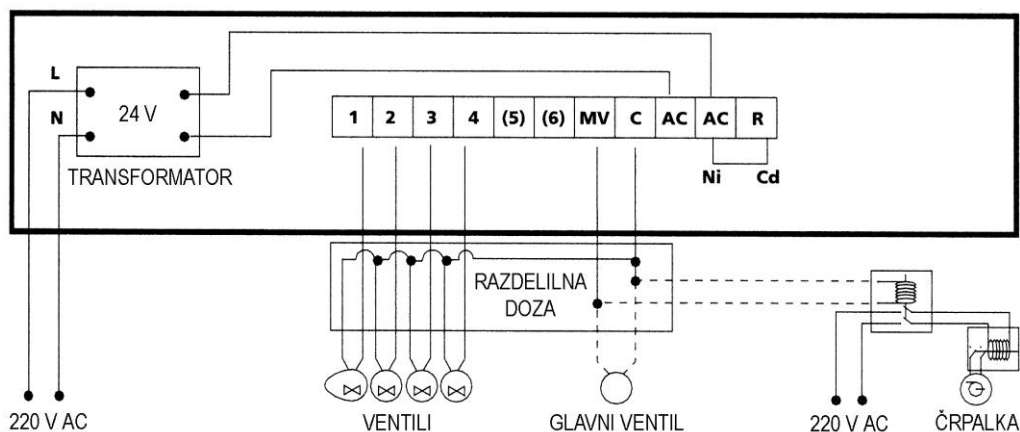 L
N
24 V
TRANSFORMATOR
1 2 3 4 (5) (6) MV C AC AC R
Ni Cd
RAZDELILNA
DOZA
220 V AC VENTILI GLAVNI VENTIL 220 V AC ČRPALKA